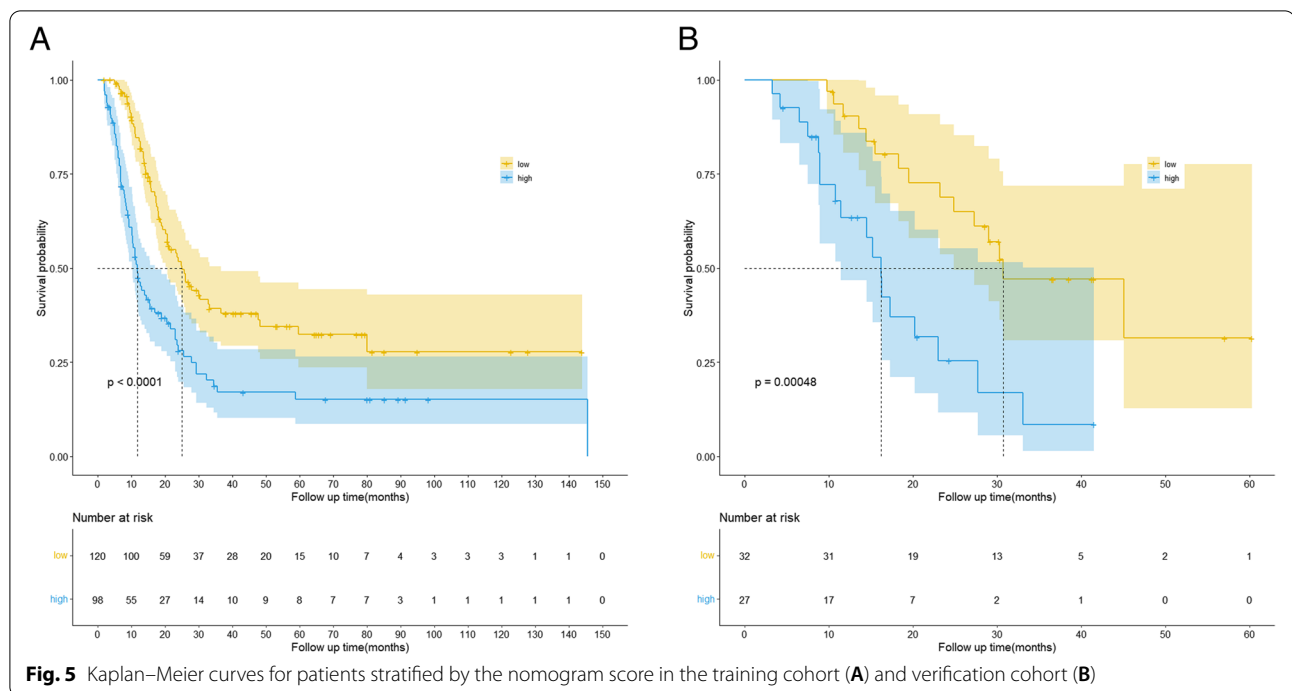 A
1.00
0.75
0.50
0.25
0.00
Survival probability
low
high
p < 0.0001
0 10 20 30 40 50 60 70 80 90 100 110 120 130 140 150
Follow up time(months)
Number at risk
low 120 100 59 37 28 20 15 10 7 4 3 3 3 1 1 0
high 98 55 27 14 10 9 8 7 7 3 1 1 1 1 1 0
0 10 20 30 40 50 60 70 80 90 100 110 120 130 140 150
Follow up time(months)
B
1.00
0.75
0.50
0.25
0.00
Survival probability
low
high
p = 0.00048
0 10 20 30 40 50 60
Follow up time(months)
Number at risk
low 32 31 19 13 5 2 1
high 27 17 7 2 1 0 0
0 10 20 30 40 50 60
Follow up time(months)
Fig. 5 Kaplan–Meier curves for patients stratified by the nomogram score in the training cohort (A) and verification cohort (B)